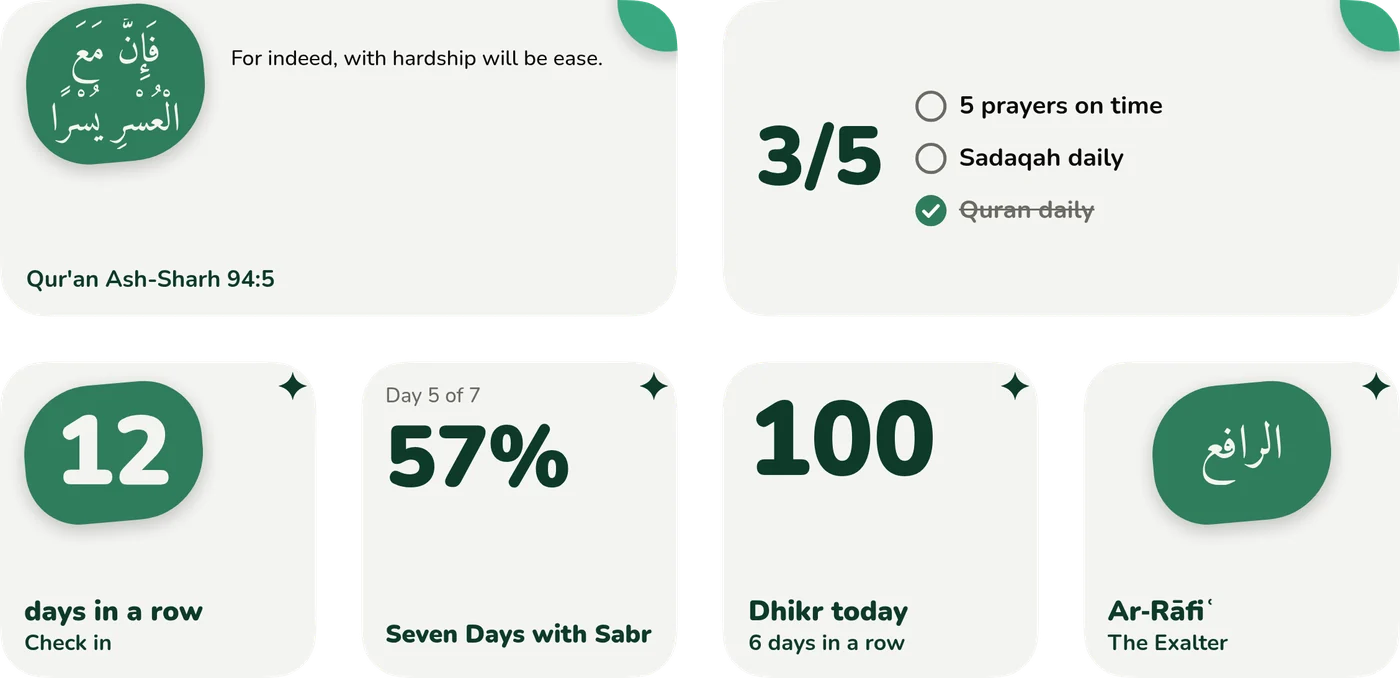 فَإِنَّ مَعَ
الْعُسْرِ يُسْرًا
For indeed, with hardship will be ease.
Qur'an Ash-Sharh 94:5
3/5
5 prayers on time
Sadaqah daily
Quran daily
12
days in a row
Check in
Day 5 of 7
57%
Seven Days with Sabr
100
Dhikr today
6 days in a row
الرافع
Ar-Rāfiʿ
The Exalter